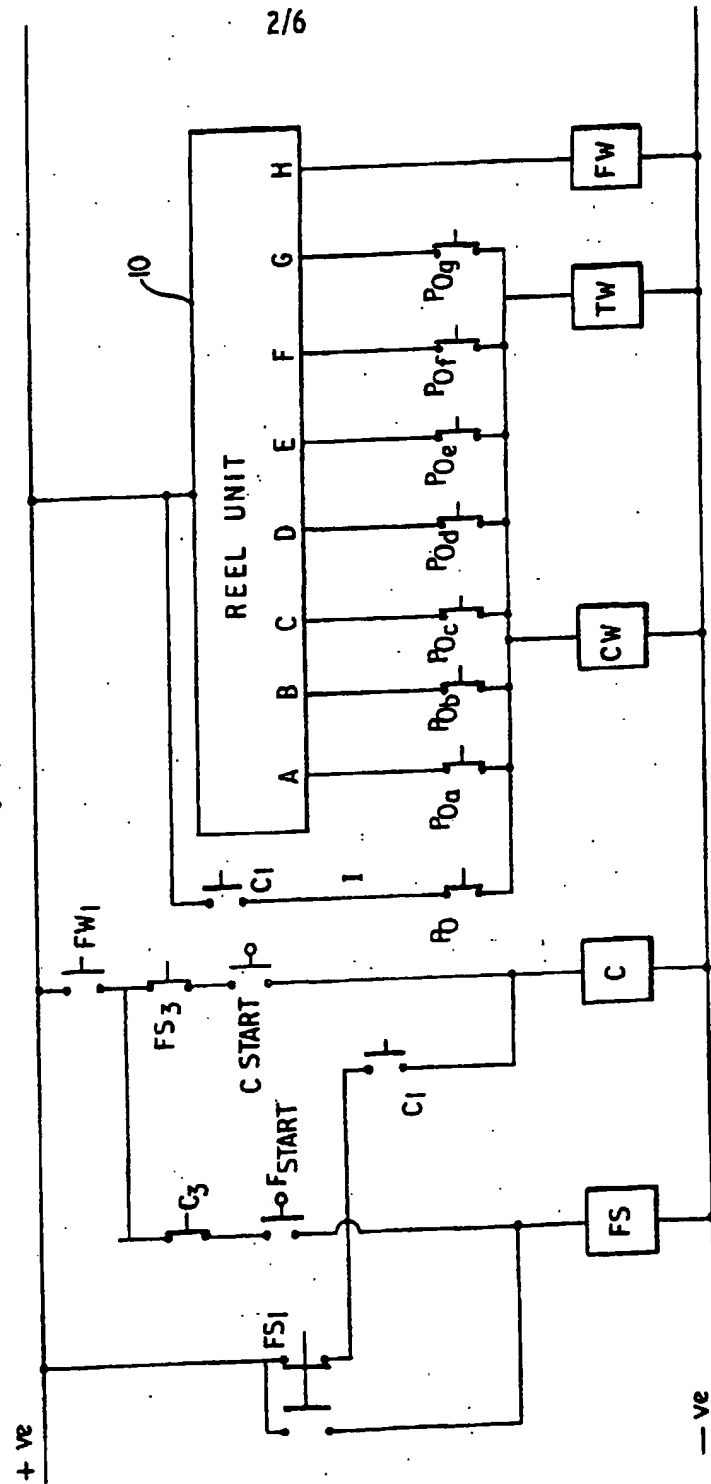 2/6
+ ve
10
REEL UNIT
A B C D E F G H
FW1
C1
I
FS3
C START
C3
FSTART
FS1
C1
P0
P0a
P0b
P0c
P0d
P0e
P0f
P0g
FS
C
CW
TW
FW
— ve